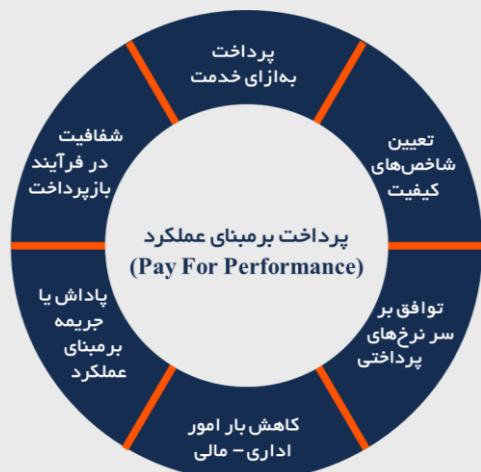 پرداخت
به‌ازای خدمت
تعیین
شاخص‌های
کیفیت
توافق بر
سر نرخ‌های
پرداختی
کاهش بار امور
اداری – مالی
پاداش یا
جریمه
برمبنای
عملکرد
شفافیت
در فرآیند
بازپرداخت
پرداخت برمبنای عملکرد
(Pay For Performance)